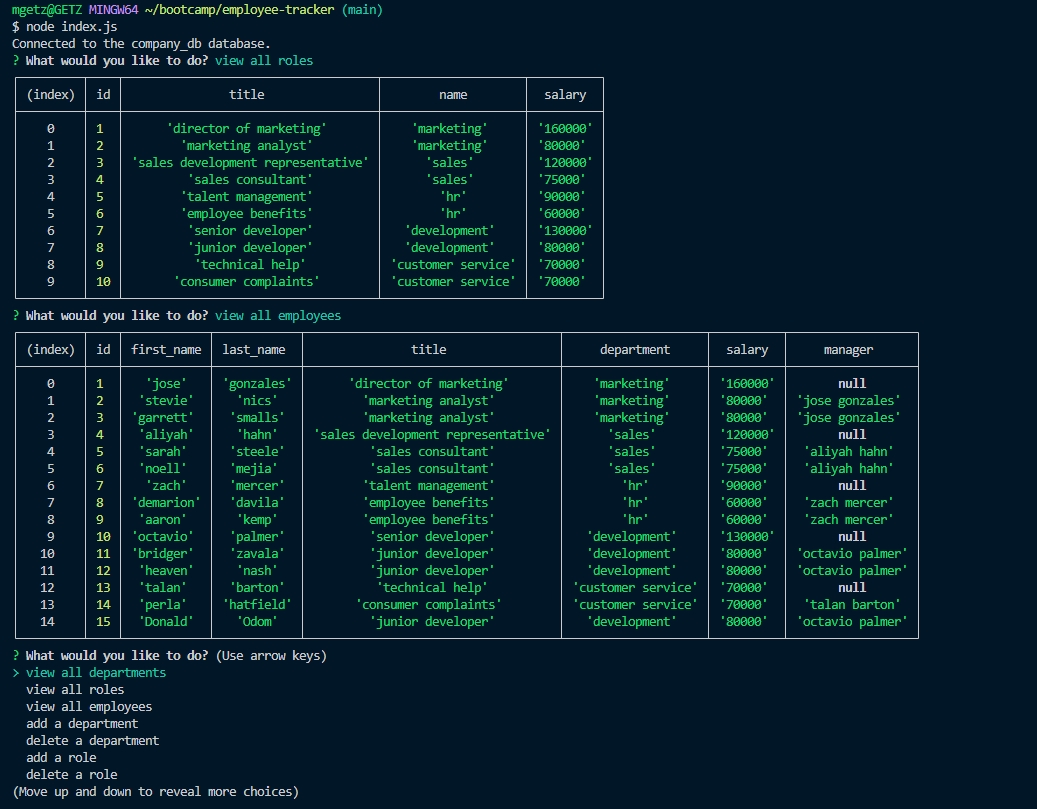 mgetz@GETZ MINGW64 ~/bootcamp/employee-tracker (main)
$ node index.js
Connected to the company_db database.
? What would you like to do? view all roles
(index) id title name salary
0 1 'director of marketing' 'marketing' '160000'
1 2 'marketing analyst' 'marketing' '80000'
2 3 'sales development representative' 'sales' '120000'
3 4 'sales consultant' 'sales' '75000'
4 5 'talent management' 'hr' '90000'
5 6 'employee benefits' 'hr' '60000'
6 7 'senior developer' 'development' '130000'
7 8 'junior developer' 'development' '80000'
8 9 'technical help' 'customer service' '70000'
9 10 'consumer complaints' 'customer service' '70000'
? What would you like to do? view all employees
(index) id first_name last_name title department salary manager
0 1 'jose' 'gonzales' 'director of marketing' 'marketing' '160000' null
1 2 'stevie' 'nics' 'marketing analyst' 'marketing' '80000' 'jose gonzales'
2 3 'garrett' 'smalls' 'marketing analyst' 'marketing' '80000' 'jose gonzales'
3 4 'aliyah' 'hahn' 'sales development representative' 'sales' '120000' null
4 5 'sarah' 'steele' 'sales consultant' 'sales' '75000' 'aliyah hahn'
5 6 'noell' 'mejia' 'sales consultant' 'sales' '75000' 'aliyah hahn'
6 7 'zach' 'mercer' 'talent management' 'hr' '90000' null
7 8 'demarion' 'davila' 'employee benefits' 'hr' '60000' 'zach mercer'
8 9 'aaron' 'kemp' 'employee benefits' 'hr' '60000' 'zach mercer'
9 10 'octavio' 'palmer' 'senior developer' 'development' '130000' null
10 11 'bridger' 'zavala' 'junior developer' 'development' '80000' 'octavio palmer'
11 12 'heaven' 'nash' 'junior developer' 'development' '80000' 'octavio palmer'
12 13 'talan' 'barton' 'technical help' 'customer service' '70000' null
13 14 'perla' 'hatfield' 'consumer complaints' 'customer service' '70000' 'talan barton'
14 15 'Donald' 'Odom' 'junior developer' 'development' '80000' 'octavio palmer'
? What would you like to do? (Use arrow keys)
> view all departments
view all roles
view all employees
add a department
delete a department
add a role
delete a role
(Move up and down to reveal more choices)